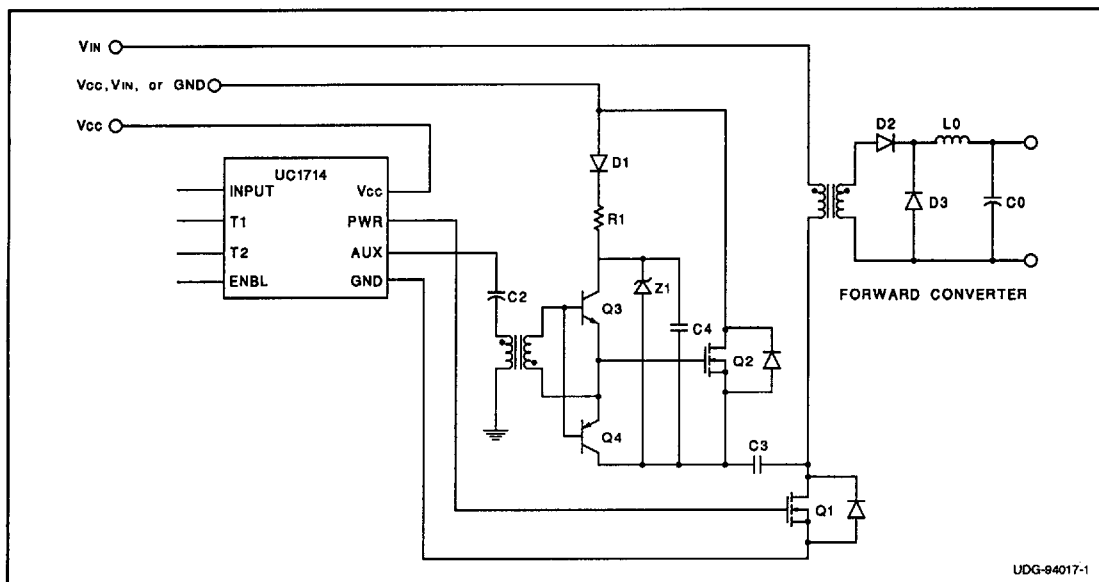 VIN
VCC, VIN, or GND
VCC
UC1714
INPUT
T1
T2
ENBL
VCC
PWR
AUX
GND
C2
D1
R1
Q3
Z1
C4
Q4
Q2
C3
Q1
D2
L0
D3
C0
FORWARD CONVERTER
UDG-94017-1